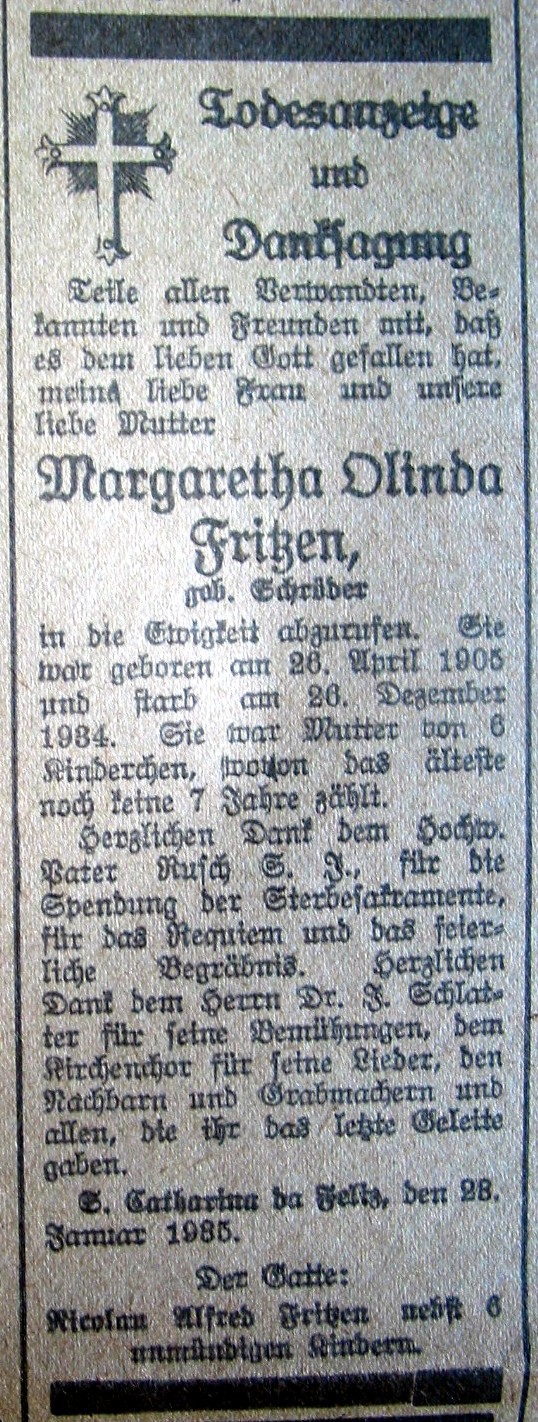 Todesanzeige
und
Danksagung
Teile allen Verwandten, Be-
kannten und Freunden mit, daß
es dem lieben Gott gefallen hat,
meine liebe Frau und unsere
liebe Mutter
Margaretha Olinda
Fritzen,
geb. Schröder
in die Ewigkeit abzurufen. Sie
war geboren am 26. April 1905
und starb am 26. Dezember
1934. Sie war Mutter von 6
Kinderchen, wovon das älteste
noch keine 7 Jahre zählt.
Herzlichen Dank dem Hochw.
Pater Rusch S. J., für die
Spendung der Sterbesakramente,
für das Requiem und das feier-
liche Begräbnis. Herzlichen
Dank dem Herrn Dr. J. Schlat-
ter für seine Bemühungen, dem
Kirchenchor für seine Lieder, den
Nachbarn und Grabmachern und
allen, die ihr das letzte Geleite
gaben.
S. Catharina da Feliz, den 28.
Januar 1935.
Der Gatte:
Nicolau Alfred Fritzen nebst 6
unmündigen Kindern.